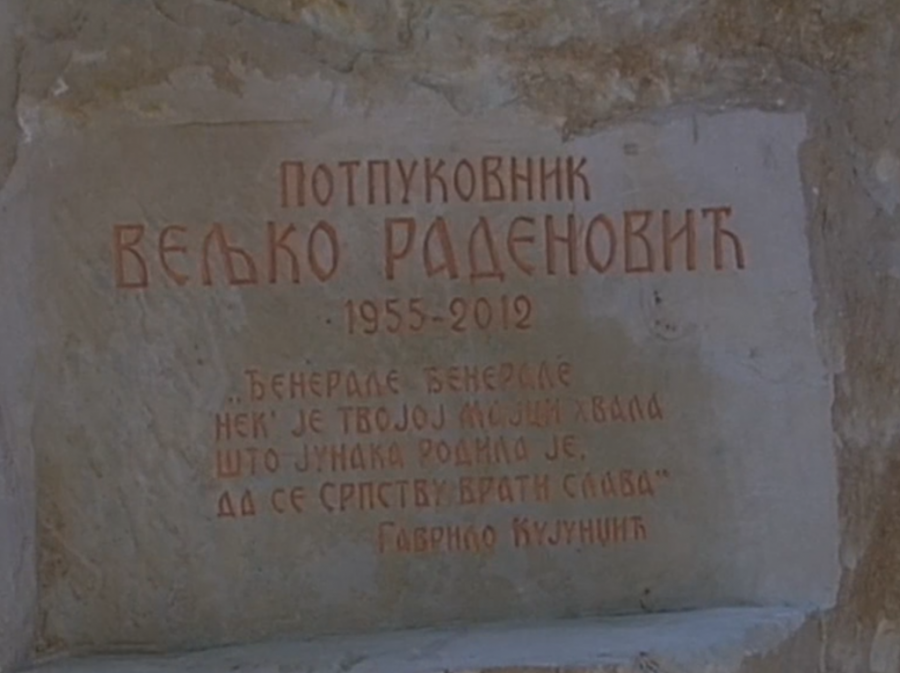 ПОТПУКОВНИК
ВЕЉКО РАДЕНОВИЋ
1955-2012
„ЂЕНЕРАЛЕ ЂЕНЕРАЛЕ
НЕК' ЈЕ ТВОЈОЈ МАЈЦИ ХВАЛА
ШТО ЈУНАКА РОДИЛА ЈЕ,
ДА СЕ СРПСТВУ ВРАТИ СЛАВА"
ГАВРИЛО КУЈУНЏИЋ